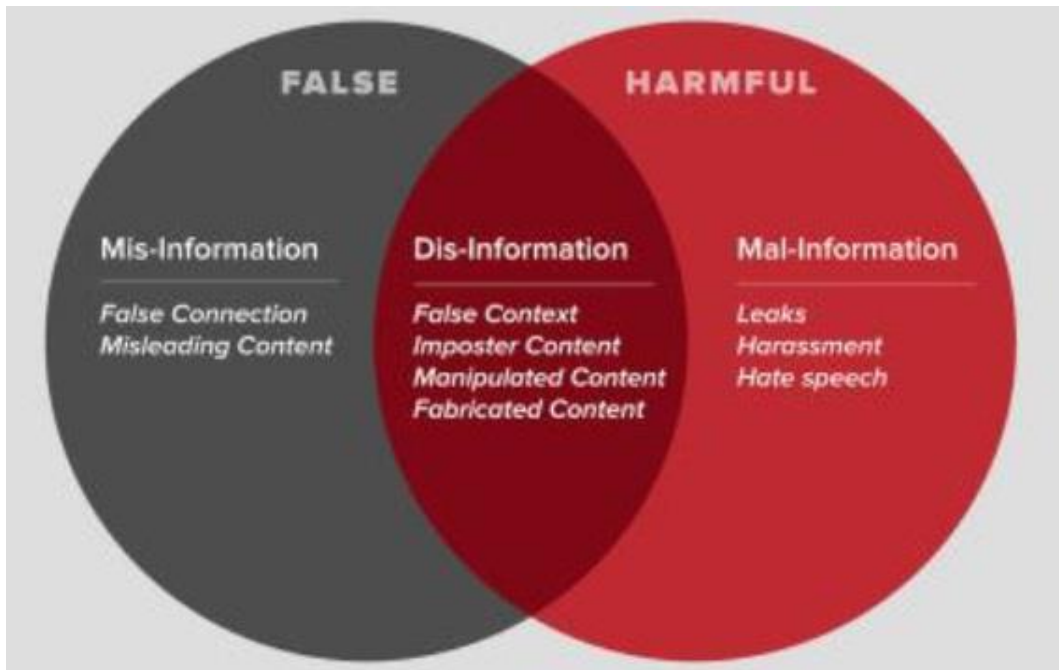 FALSE
HARMFUL
Mis-Information
False Connection
Misleading Content
Dis-Information
False Context
Imposter Content
Manipulated Content
Fabricated Content
Mal-Information
Leaks
Harassment
Hate speech